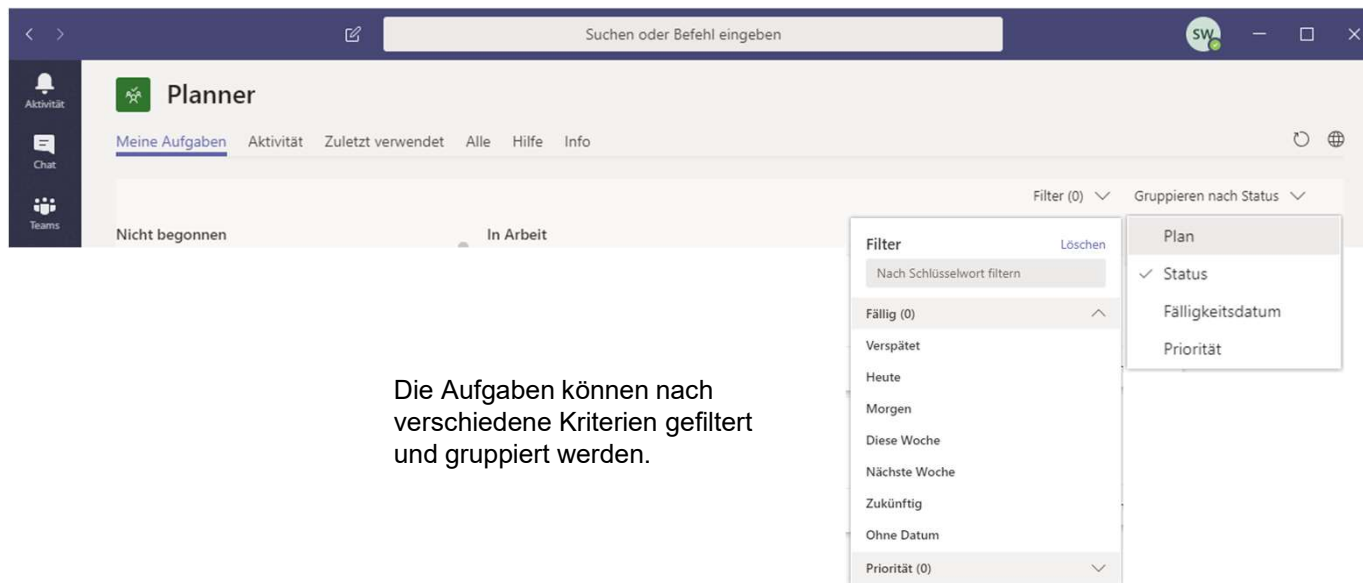 Suchen oder Befehl eingeben
SW
Aktivität
Planner
Meine Aufgaben Aktivität Zuletzt verwendet Alle Hilfe Info
Chat
Filter (0) Gruppieren nach Status
Teams
Nicht begonnen In Arbeit
Filter Löschen
Nach Schlüsselwort filtern
Fällig (0)
Verspätet
Heute
Morgen
Diese Woche
Nächste Woche
Zukünftig
Ohne Datum
Priorität (0)
Plan
Status
Fälligkeitsdatum
Priorität
Die Aufgaben können nach
verschiedene Kriterien gefiltert
und gruppiert werden.